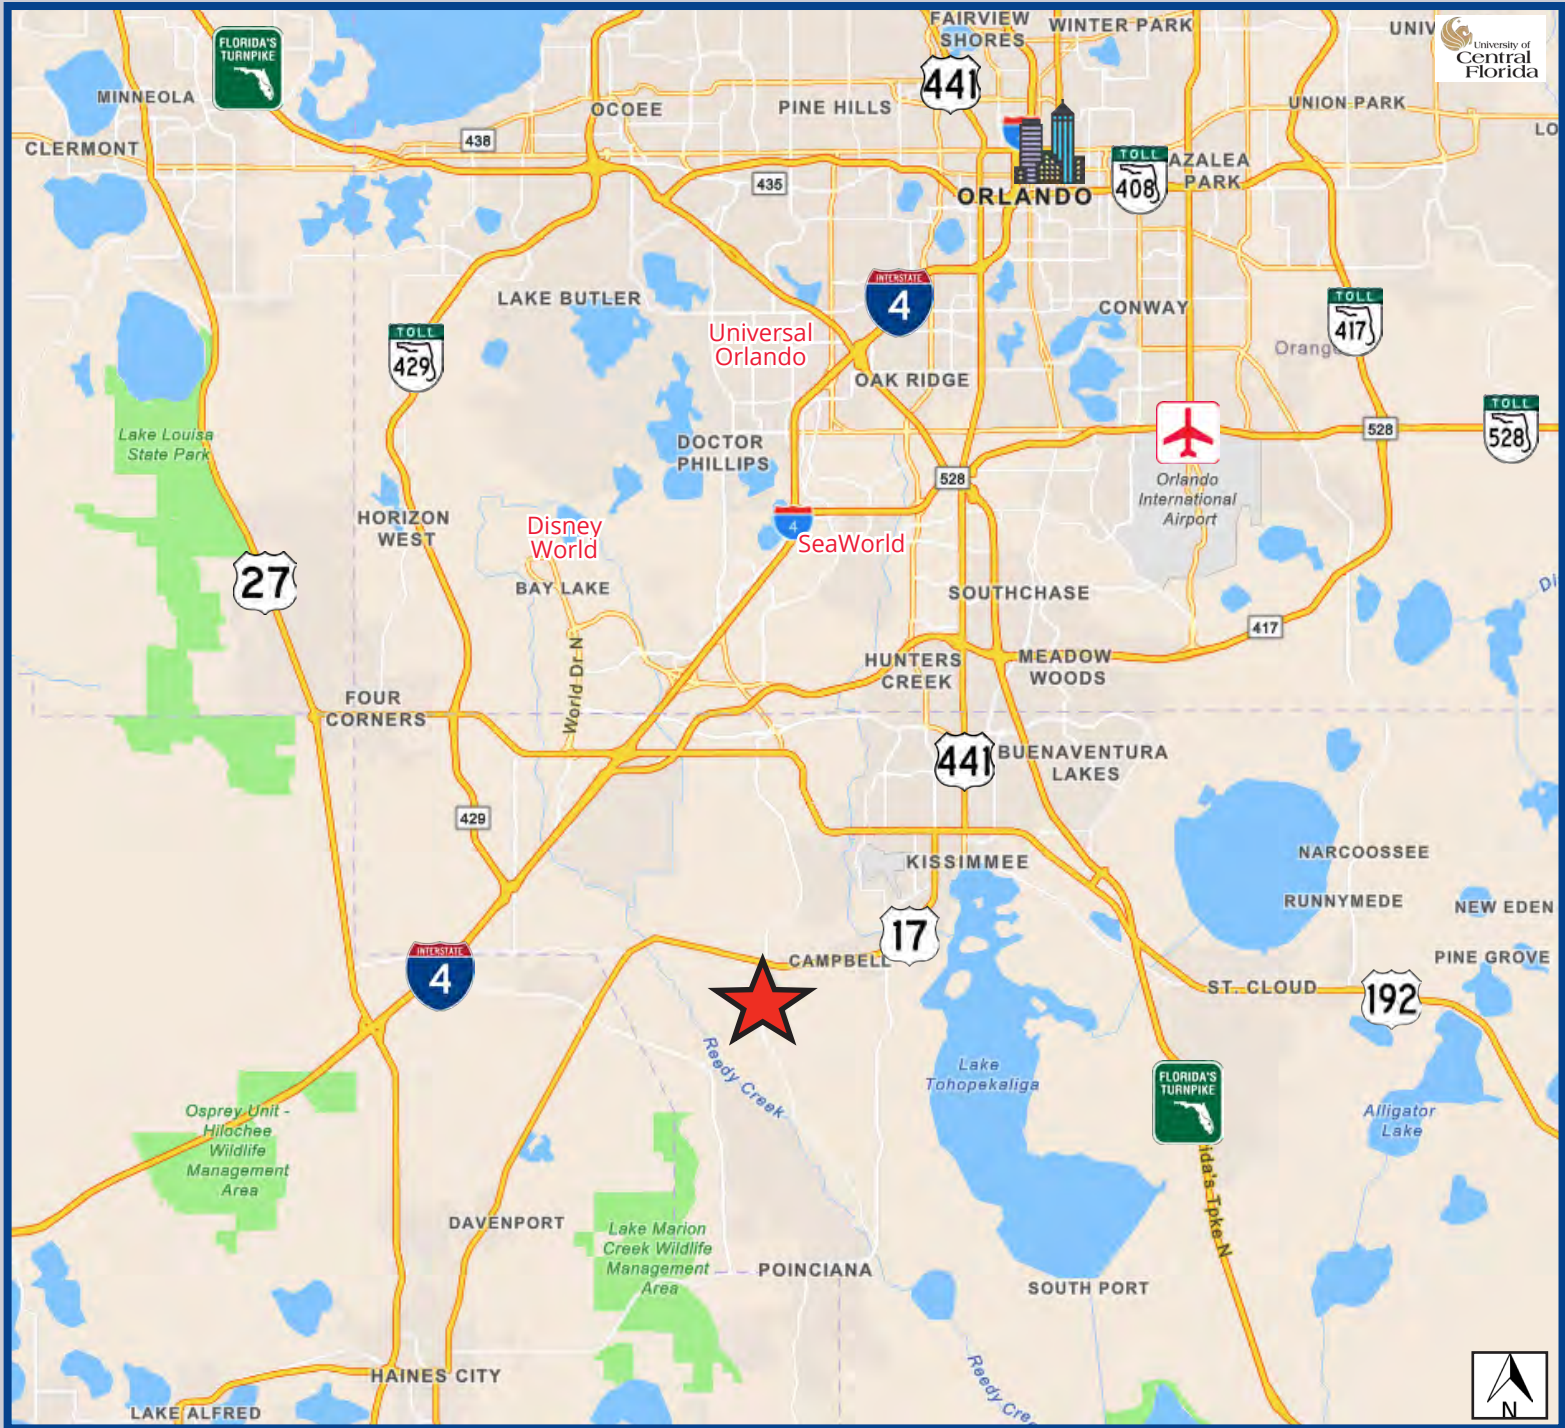 FAIRVIEW
SHORES
WINTER PARK
UNIV
University of
Central
Florida
FLORIDA'S
TURNPIKE
441
MINNEOLA
OCOEE
PINE HILLS
UNION PARK
LO
CLERMONT
438
TOLL
408
AZALEA
PARK
435
ORLANDO
INTERSTATE
4
LAKE BUTLER
CONWAY
TOLL
417
Universal
Orlando
Orang
TOLL
429
OAK RIDGE
TOLL
528
528
Lake Louisa
State Park
DOCTOR
PHILLIPS
528
Orlando
International
Airport
HORIZON
WEST
Disney
World
4
SeaWorld
27
BAY LAKE
SOUTHCHASE
Di
417
World Dr N
HUNTERS
CREEK
MEADOW
WOODS
FOUR
CORNERS
441
BUENAVENTURA
LAKES
429
KISSIMMEE
NARCOOSSEE
RUNNYMEDE
NEW EDEN
17
INTERSTATE
4
CAMPBELL
PINE GROVE
ST. CLOUD
192
Reedy Creek
Lake
Tohopekaliga
FLORIDA'S
TURNPIKE
Osprey Unit -
Hilochee
Wildlife
Management
Area
Alligator
Lake
ida's Tpke N
DAVENPORT
Lake Marion
Creek Wildlife
Management
Area
POINCIANA
SOUTH PORT
HAINES CITY
Reedy Cree
LAKE ALFRED
N